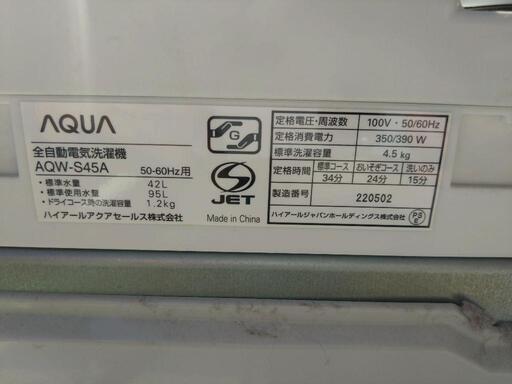 AQUA
全自動電気洗濯機
AQW-S45A 50-60Hz用
・標準水量 42L
・標準使用水量 95L
・ドライコース時の洗濯容量 1.2kg
ハイアールアクアセールス株式会社
G
S
JET
Made in China
定格電圧・周波数 100V・50/60Hz
定格消費電力 350/390 W
標準洗濯容量 4.5 kg
定格時間 標準コース おいそぎコース 洗いのみ
34分 24分 15分
製造番号 220502
ハイアールジャパンホールディングス株式会社 PSE